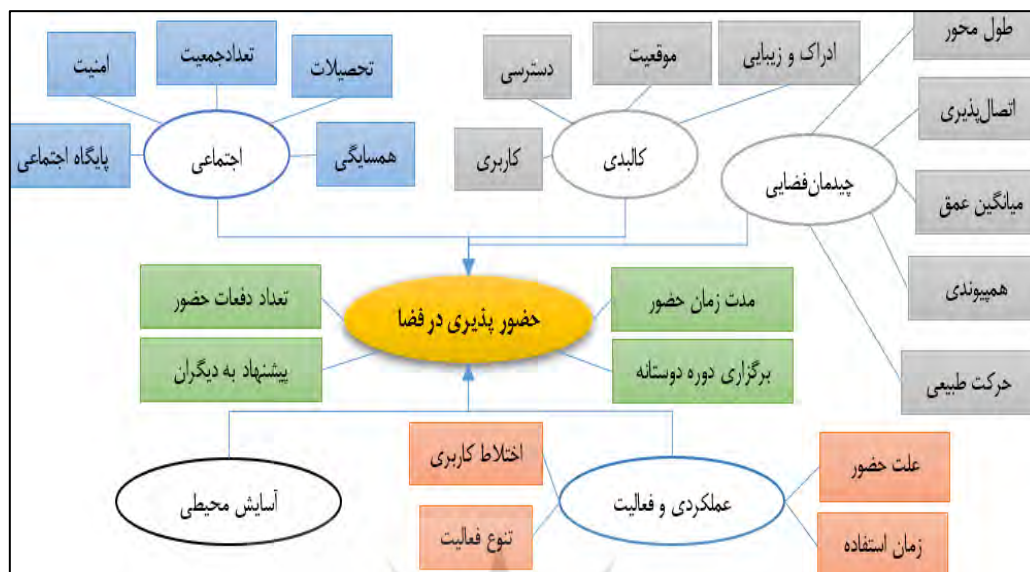 طول محور
ادراک و زیبایی
موقعیت
دسترسی
تحصیلات
تعدادجمعیت
امنیت
اتصال‌پذیری
کالبدی
اجتماعی
همسایگی
پایگاه اجتماعی
کاربری
چیدمان‌فضایی
میانگین عمق
همپیوندی
مدت زمان حضور
حضور پذیری در فضا
تعداد دفعات حضور
برگزاری دوره دوستانه
پیشنهاد به دیگران
حرکت طبیعی
علت حضور
اختلاط کاربری
عملکردی و فعالیت
آسایش محیطی
زمان استفاده
تنوع فعالیت